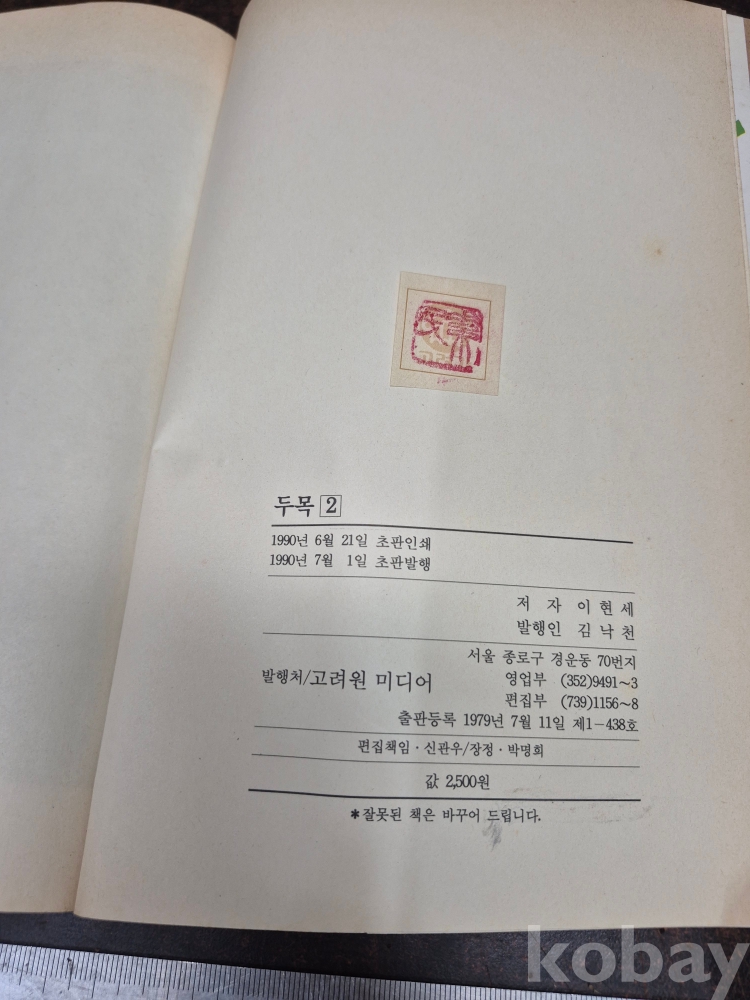 두목 2
1990년 6월 21일 초판인쇄
1990년 7월 1일 초판발행
저 자 이현세
발행인 김낙천
서울 종로구 경운동 70번지
발행처/고려원 미디어
영업부 (352)9491~3
편집부 (739)1156~8
출판등록 1979년 7월 11일 제1-438호
편집책임·신관우/장정·박명희
값 2,500원
*잘못된 책은 바꾸어 드립니다.
kobay